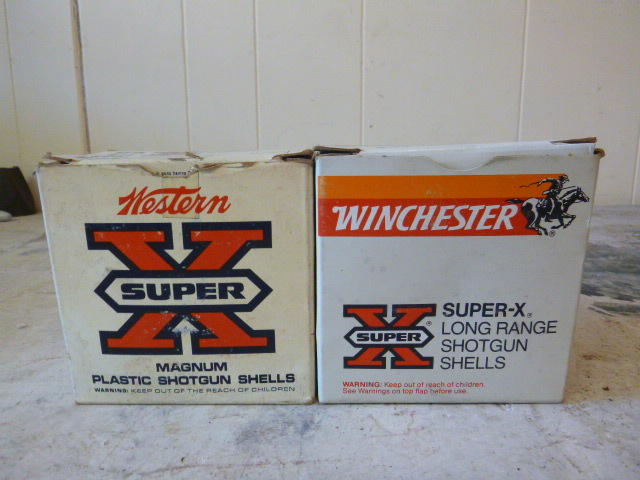 Western
SUPER X
MAGNUM
PLASTIC SHOTGUN SHELLS
WARNING: KEEP OUT OF THE REACH OF CHILDREN
WINCHESTER®
SUPER X®
SUPER-X®
LONG RANGE
SHOTGUN
SHELLS
WARNING: Keep out of reach of children.
See Warnings on top flap before use.